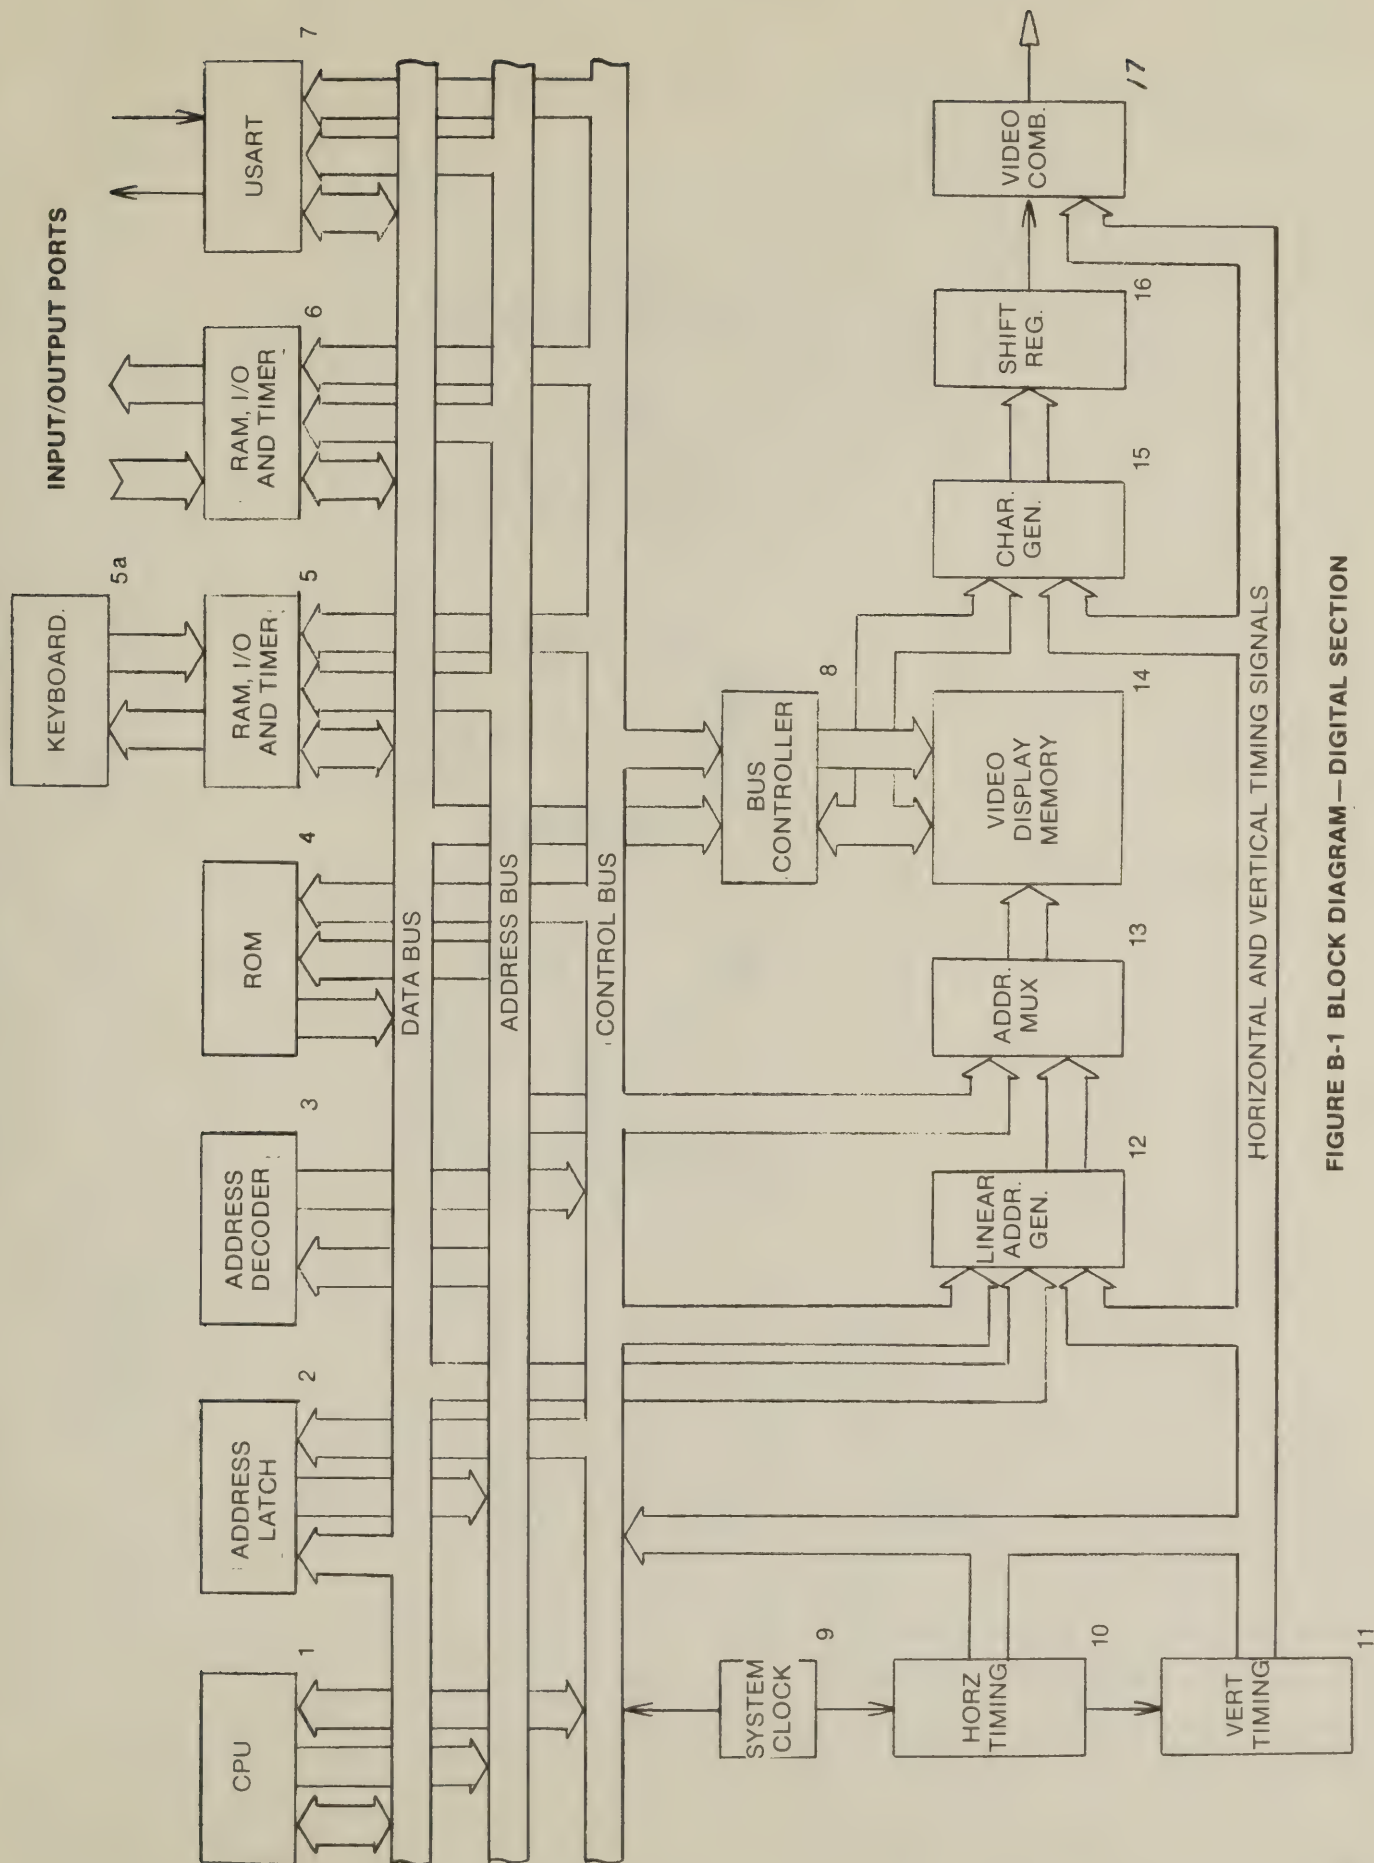 INPUT/OUTPUT PORTS
KEYBOARD
5a
CPU
1
ADDRESS
LATCH
2
ADDRESS
DECODER
3
ROM
4
RAM, I/O
AND TIMER
5
RAM, I/O
AND TIMER
6
USART
7
DATA BUS
ADDRESS BUS
CONTROL BUS
SYSTEM
CLOCK
9
BUS
CONTROLLER
8
HORZ
TIMING
10
LINEAR
ADDR.
GEN.
12
ADDR.
MUX
13
VIDEO
DISPLAY
MEMORY
14
CHAR.
GEN.
15
SHIFT
REG.
16
VIDEO
COMB.
17
VERT
TIMING
11
HORIZONTAL AND VERTICAL TIMING SIGNALS
FIGURE B-1 BLOCK DIAGRAM—DIGITAL SECTION